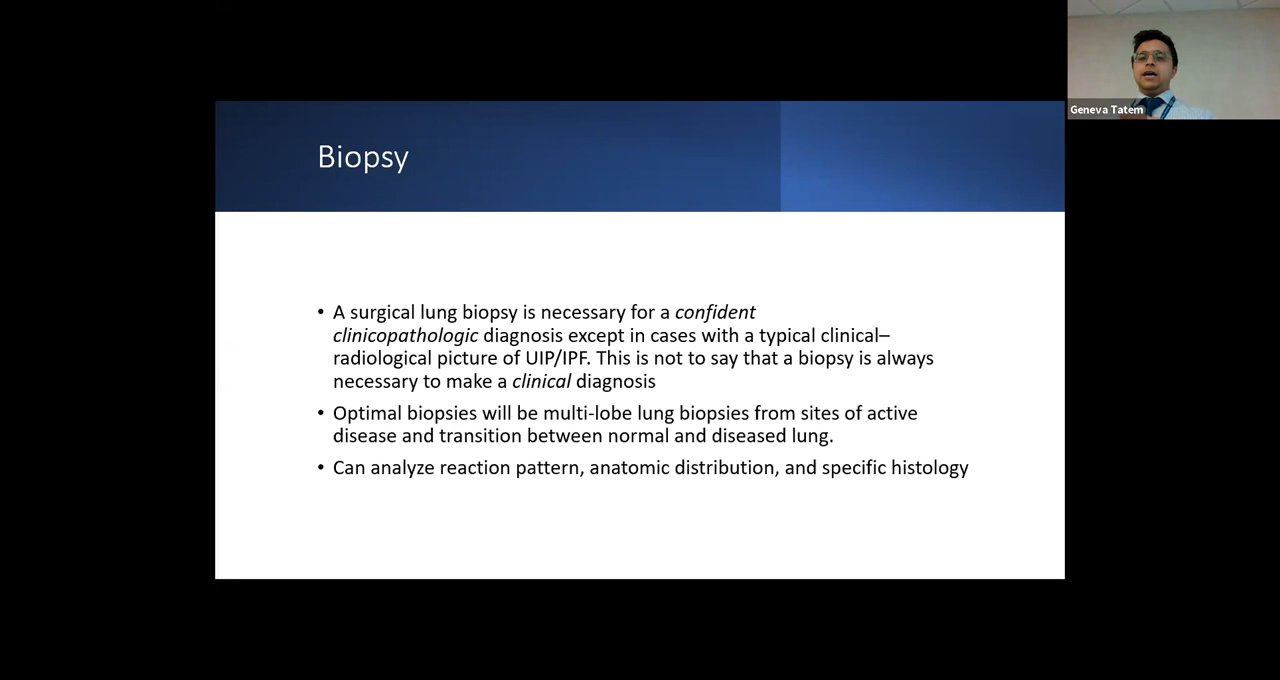 Geneva Tatem
Biopsy
• A surgical lung biopsy is necessary for a confident
clinicopathologic diagnosis except in cases with a typical clinical–
radiological picture of UIP/IPF. This is not to say that a biopsy is always
necessary to make a clinical diagnosis
• Optimal biopsies will be multi-lobe lung biopsies from sites of active
disease and transition between normal and diseased lung.
• Can analyze reaction pattern, anatomic distribution, and specific histology